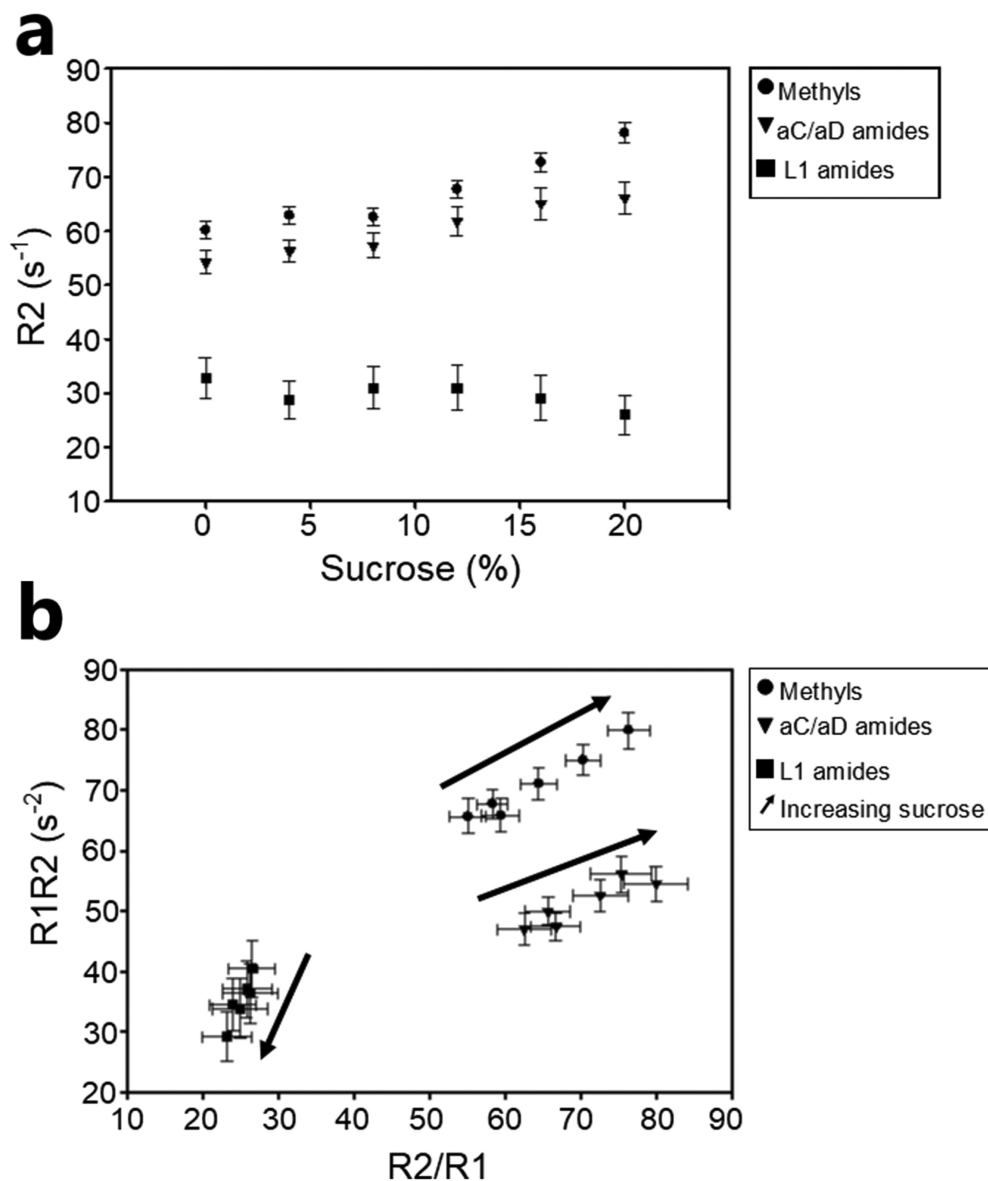 a
90
80
70
60
50
40
30
20
10
R2 (s-1)
0 5 10 15 20
Sucrose (%)
Methyls
aC/aD amides
L1 amides
b
90
80
70
60
50
40
30
20
R1R2 (s-2)
10 20 30 40 50 60 70 80 90
R2/R1
Methyls
aC/aD amides
L1 amides
Increasing sucrose